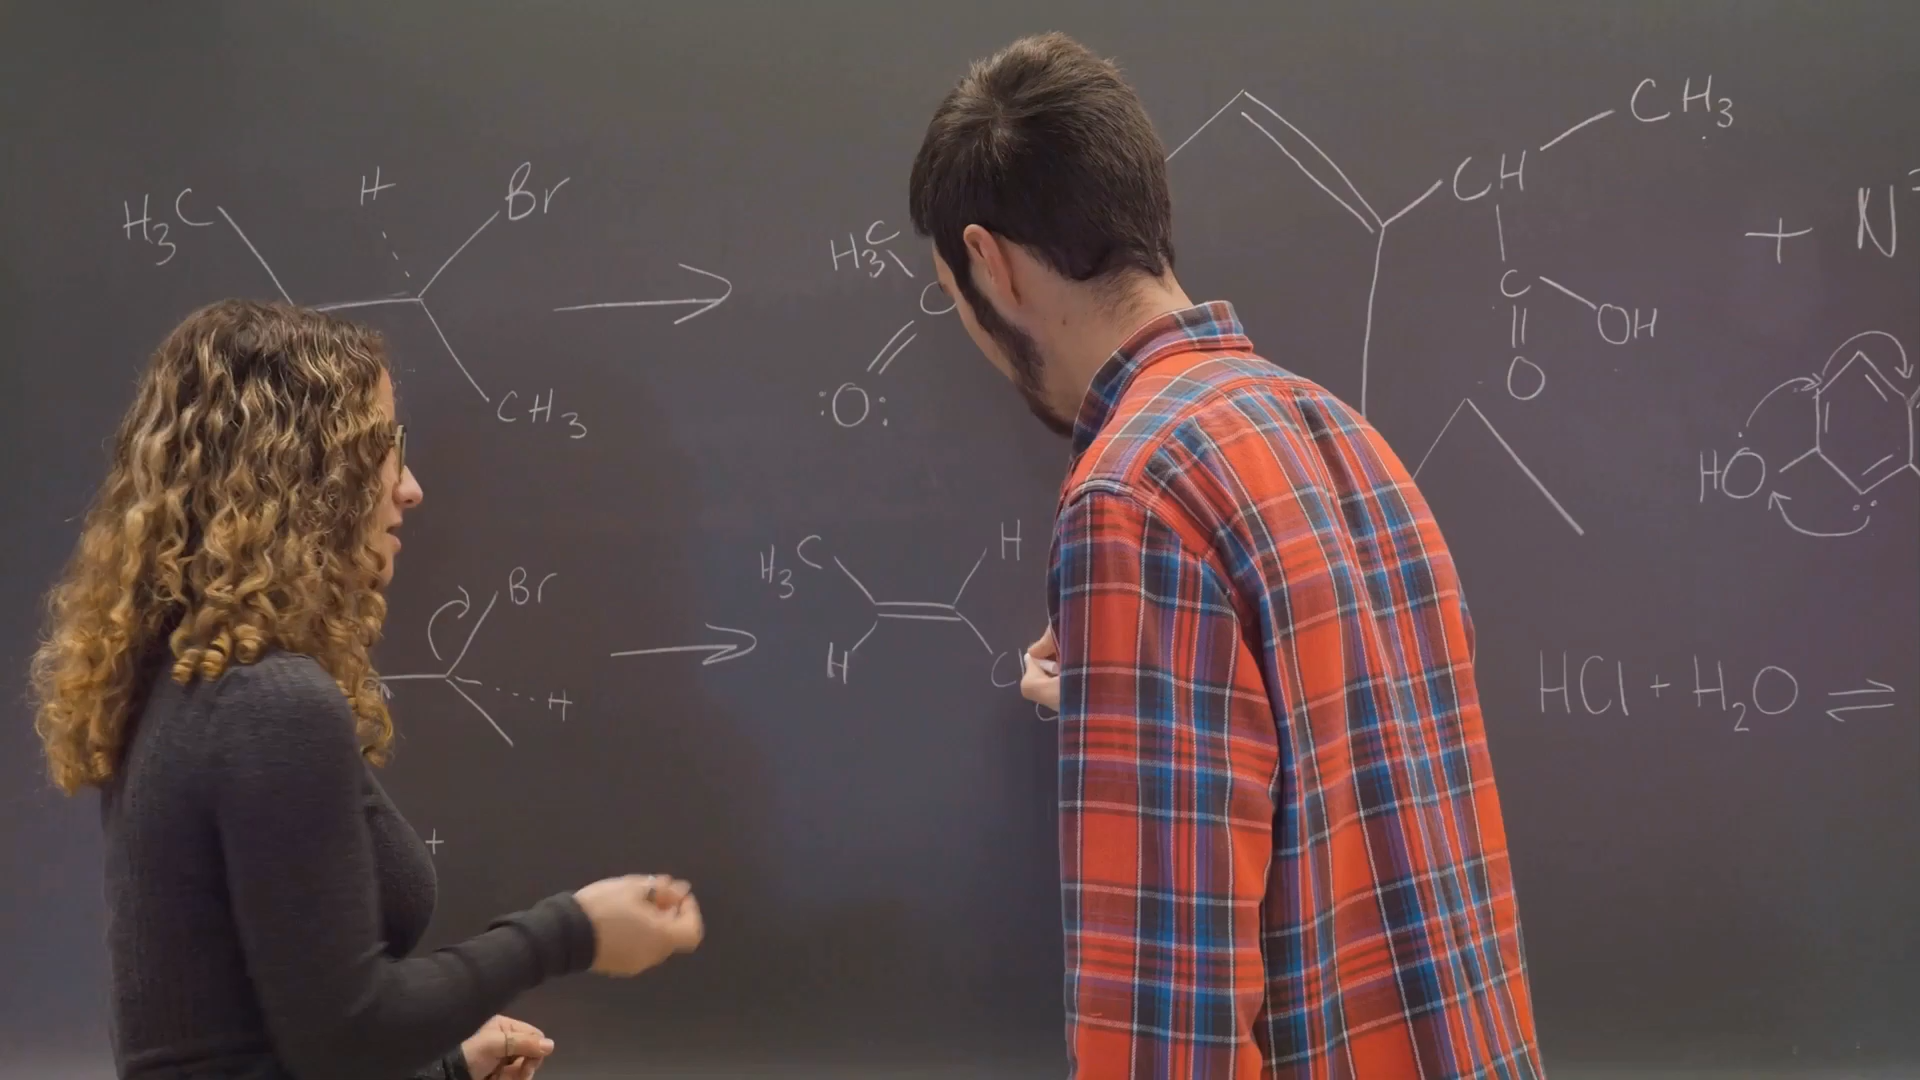 H₃C H Br
CH₃
H₃C
:O:
CH CH₃
C OH
O
+ N
HO
Br
H
+
H₃C H
H C
HCl + H₂O ⇌